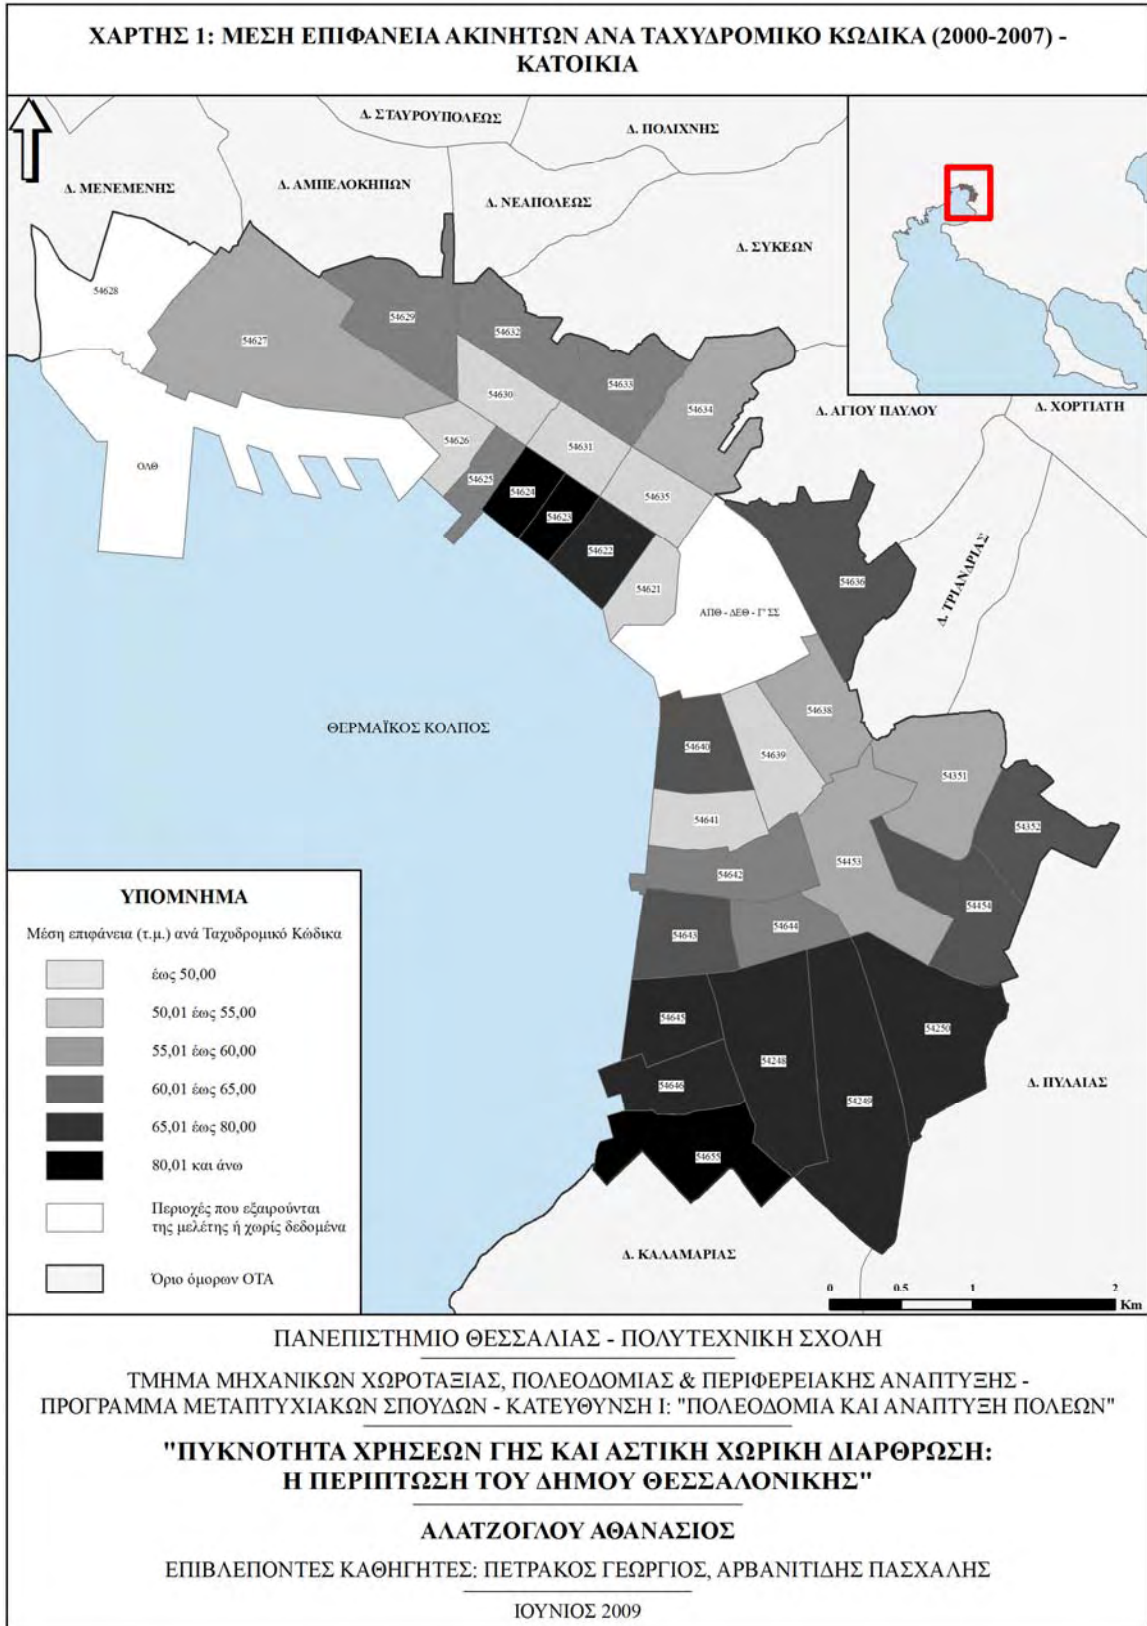 ΧΑΡΤΗΣ 1: ΜΕΣΗ ΕΠΙΦΑΝΕΙΑ ΑΚΙΝΗΤΩΝ ΑΝΑ ΤΑΧΥΔΡΟΜΙΚΟ ΚΩΔΙΚΑ (2000-2007) -
ΚΑΤΟΙΚΙΑ
Δ. ΣΤΑΥΡΟΥΠΟΛΕΩΣ
Δ. ΠΟΛΙΧΝΗΣ
Δ. ΜΕΝΕΜΕΝΗΣ
Δ. ΑΜΠΕΛΟΚΗΠΩΝ
Δ. ΝΕΑΠΟΛΕΩΣ
Δ. ΣΥΚΕΩΝ
54628
54629
54632
54627
54633
54630
54634
Δ. ΑΓΙΟΥ ΠΑΥΛΟΥ
Δ. ΧΟΡΤΙΑΤΗ
54626
54631
ΟΛΘ
54625
54624
54635
54623
54622
54621
54636
Δ. ΤΡΙΑΝΔΡΙΑΣ
ΑΠΘ - ΔΕΘ - Γ' ΣΣ
ΘΕΡΜΑΪΚΟΣ ΚΟΛΠΟΣ
54638
54640
54639
54351
54641
54352
54642
54453
54454
54643
54644
54645
54250
54248
54646
54249
Δ. ΠΥΛΑΙΑΣ
54655
Δ. ΚΑΛΑΜΑΡΙΑΣ
ΥΠΟΜΝΗΜΑ
Μέση επιφάνεια (τ.μ.) ανά Ταχυδρομικό Κώδικα
έως 50,00
50,01 έως 55,00
55,01 έως 60,00
60,01 έως 65,00
65,01 έως 80,00
80,01 και άνω
Περιοχές που εξαιρούνται
της μελέτης ή χωρίς δεδομένα
Όριο όμορων ΟΤΑ
0 0.5 1 2
Km
ΠΑΝΕΠΙΣΤΗΜΙΟ ΘΕΣΣΑΛΙΑΣ - ΠΟΛΥΤΕΧΝΙΚΗ ΣΧΟΛΗ
ΤΜΗΜΑ ΜΗΧΑΝΙΚΩΝ ΧΩΡΟΤΑΞΙΑΣ, ΠΟΛΕΟΔΟΜΙΑΣ & ΠΕΡΙΦΕΡΕΙΑΚΗΣ ΑΝΑΠΤΥΞΗΣ -
ΠΡΟΓΡΑΜΜΑ ΜΕΤΑΠΤΥΧΙΑΚΩΝ ΣΠΟΥΔΩΝ - ΚΑΤΕΥΘΥΝΣΗ Ι: "ΠΟΛΕΟΔΟΜΙΑ ΚΑΙ ΑΝΑΠΤΥΞΗ ΠΟΛΕΩΝ"
"ΠΥΚΝΟΤΗΤΑ ΧΡΗΣΕΩΝ ΓΗΣ ΚΑΙ ΑΣΤΙΚΗ ΧΩΡΙΚΗ ΔΙΑΡΘΡΩΣΗ:
Η ΠΕΡΙΠΤΩΣΗ ΤΟΥ ΔΗΜΟΥ ΘΕΣΣΑΛΟΝΙΚΗΣ"
ΑΛΑΤΖΟΓΛΟΥ ΑΘΑΝΑΣΙΟΣ
ΕΠΙΒΛΕΠΟΝΤΕΣ ΚΑΘΗΓΗΤΕΣ: ΠΕΤΡΑΚΟΣ ΓΕΩΡΓΙΟΣ, ΑΡΒΑΝΙΤΙΔΗΣ ΠΑΣΧΑΛΗΣ
ΙΟΥΝΙΟΣ 2009